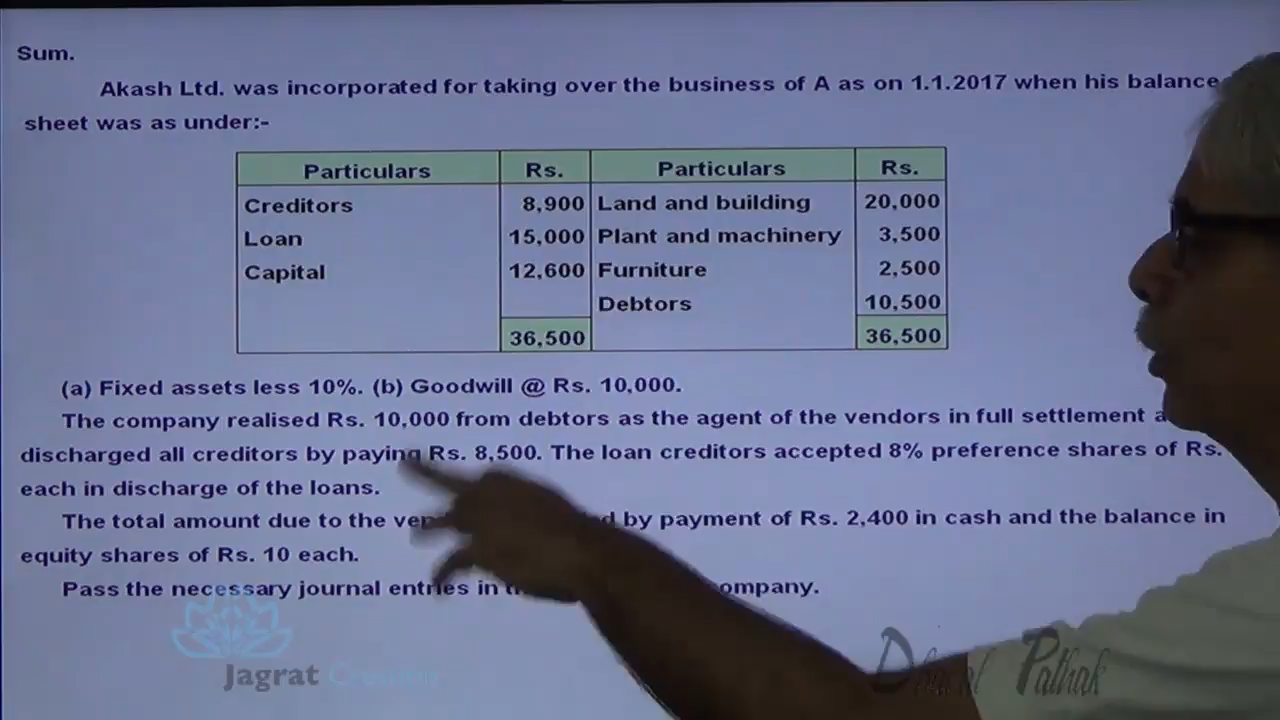 Sum.
Akash Ltd. was incorporated for taking over the business of A as on 1.1.2017 when his balance
sheet was as under:-
Particulars Rs. Particulars Rs.
Creditors 8,900 Land and building 20,000
Loan 15,000 Plant and machinery 3,500
Capital 12,600 Furniture 2,500
Debtors 10,500
36,500 36,500
(a) Fixed assets less 10%. (b) Goodwill @ Rs. 10,000.
The company realised Rs. 10,000 from debtors as the agent of the vendors in full settlement
discharged all creditors by paying Rs. 8,500. The loan creditors accepted 8% preference shares of Rs.
each in discharge of the loans.
The total amount due to the by payment of Rs. 2,400 in cash and the balance in
equity shares of Rs. 10 each.
Pass the necessary journal entries in
Jagrat Creation
Pathak